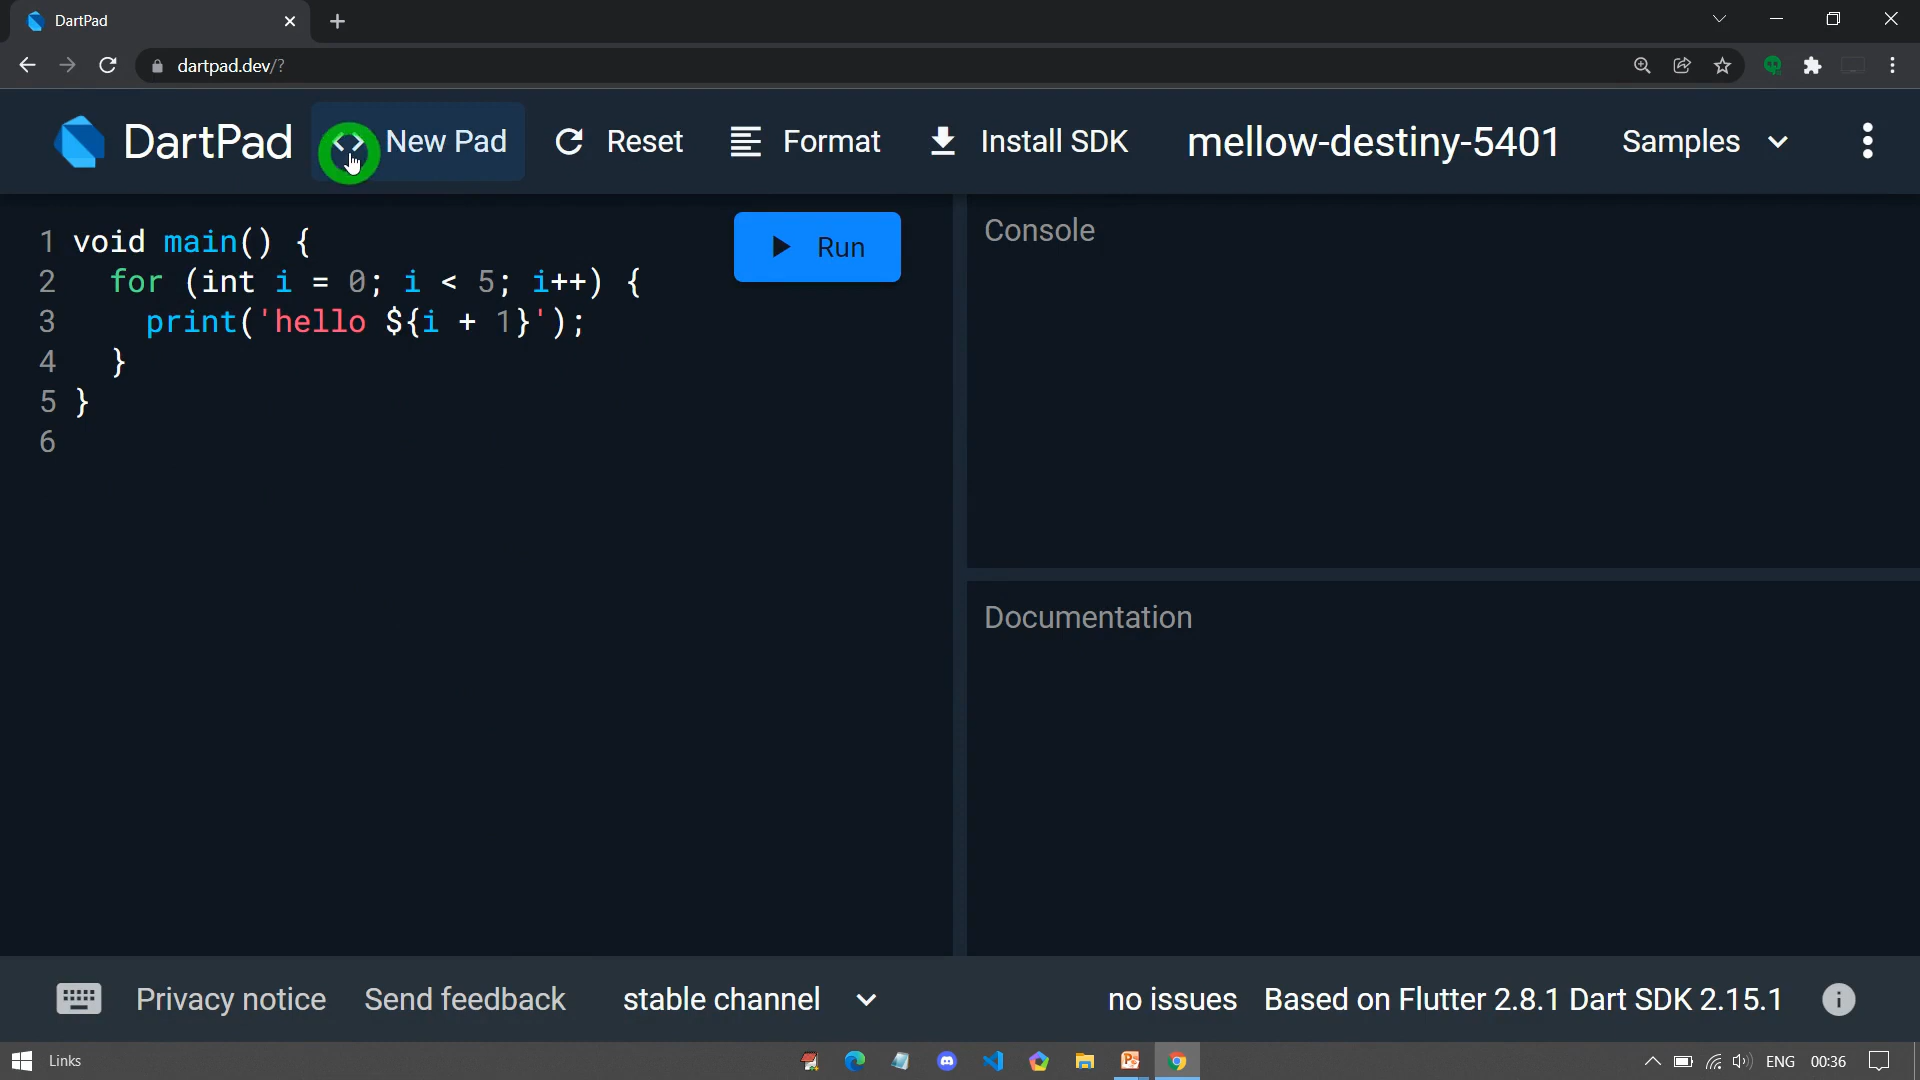 DartPad
dartpad.dev/?
DartPad
<> New Pad
Reset
Format
Install SDK
mellow-destiny-5401
Samples
1 void main() {
2   for (int i = 0; i < 5; i++) {
3     print('hello ${i + 1}');
4   }
5 }
6
Run
Console
Documentation
Privacy notice
Send feedback
stable channel
no issues
Based on Flutter 2.8.1 Dart SDK 2.15.1
Links
ENG
00:36